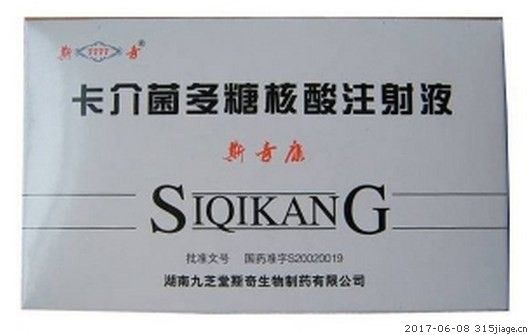 斯奇®
卡介菌多糖核酸注射液
斯奇康
SIQIKANG
批准文号 国药准字S20020019
湖南九芝堂斯奇生物制药有限公司
2017-06-08 315jiage.cn